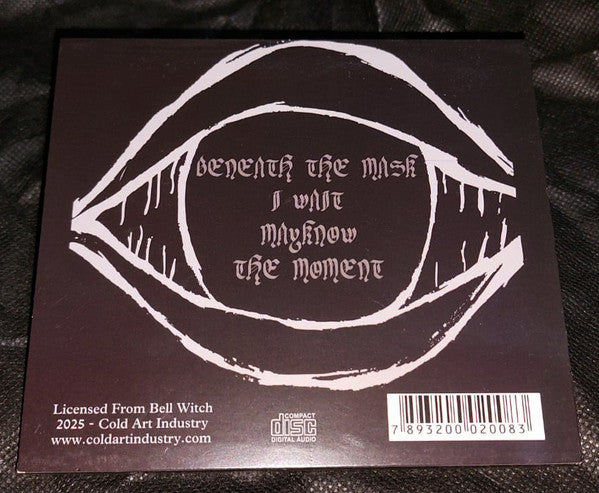 BENEATH THE MASK
I WAIT
MAYKNOW
THE MOMENT
Licensed From Bell Witch
2025 - Cold Art Industry
www.coldartindustry.com
COMPACT
disc
DIGITAL AUDIO
7 893200 020083